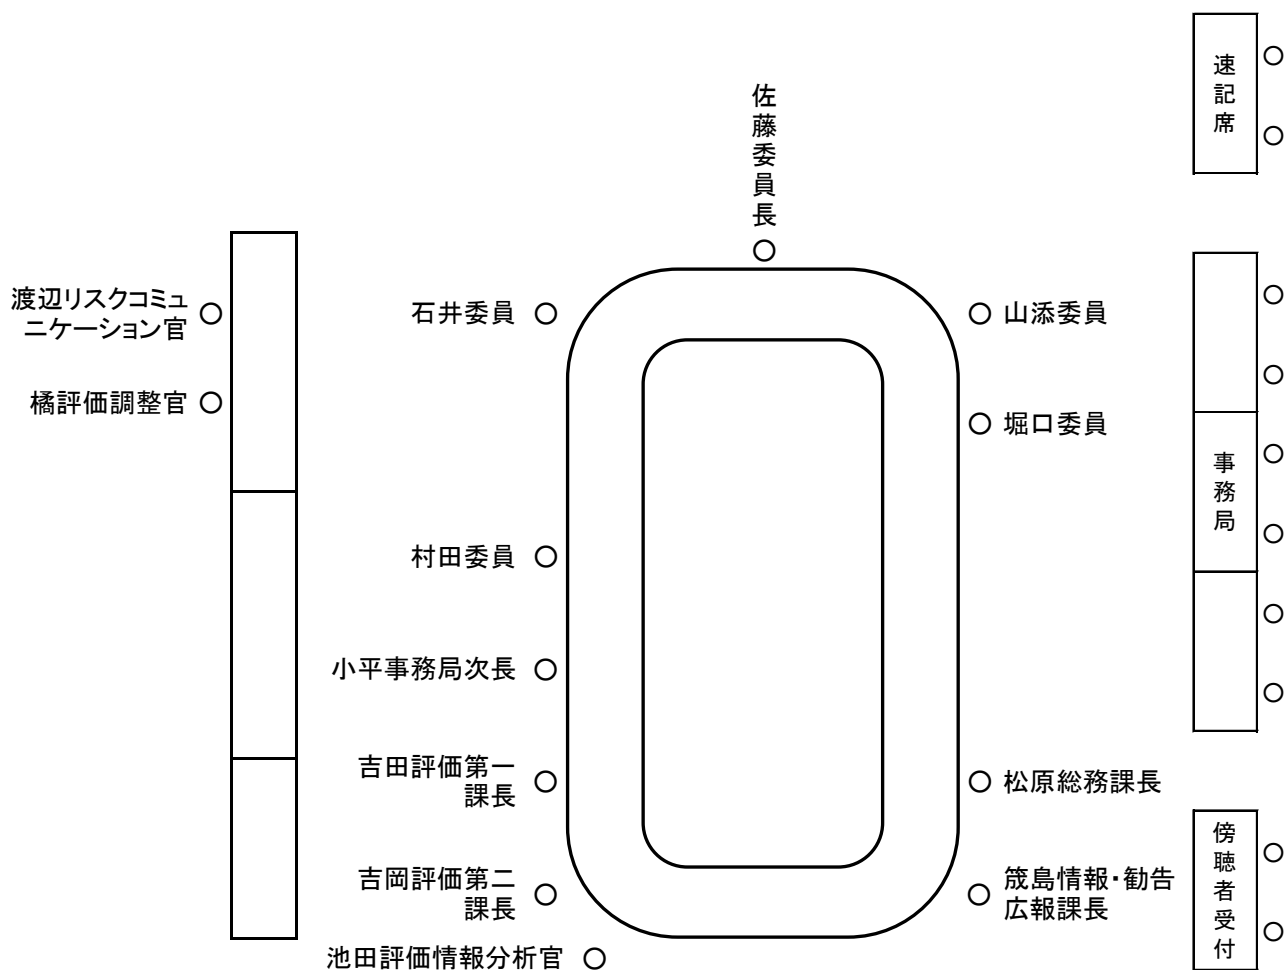 速記席
佐藤委員長
渡辺リスクコミュ
ニケーション官
石井委員
山添委員
橘評価調整官
堀口委員
事務局
村田委員
小平事務局次長
吉田評価第一
課長
松原総務課長
吉岡評価第二
課長
筬島情報・勧告
広報課長
傍聴者受付
池田評価情報分析官